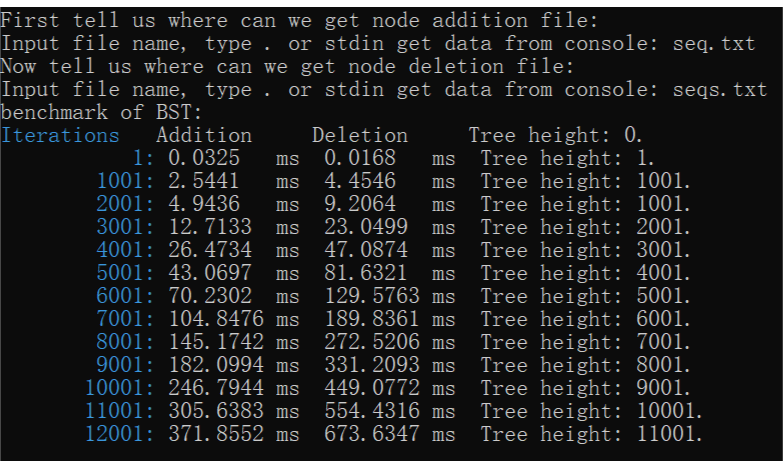 First tell us where can we get node addition file:
Input file name, type . or stdin get data from console: seq.txt
Now tell us where can we get node deletion file:
Input file name, type . or stdin get data from console: seqs.txt
benchmark of BST:
Iterations Addition Deletion Tree height: 0.
1: 0.0325 ms 0.0168 ms Tree height: 1.
1001: 2.5441 ms 4.4546 ms Tree height: 1001.
2001: 4.9436 ms 9.2064 ms Tree height: 1001.
3001: 12.7133 ms 23.0499 ms Tree height: 2001.
4001: 26.4734 ms 47.0874 ms Tree height: 3001.
5001: 43.0697 ms 81.6321 ms Tree height: 4001.
6001: 70.2302 ms 129.5763 ms Tree height: 5001.
7001: 104.8476 ms 189.8361 ms Tree height: 6001.
8001: 145.1742 ms 272.5206 ms Tree height: 7001.
9001: 182.0994 ms 331.2093 ms Tree height: 8001.
10001: 246.7944 ms 449.0772 ms Tree height: 9001.
11001: 305.6383 ms 554.4316 ms Tree height: 10001.
12001: 371.8552 ms 673.6347 ms Tree height: 11001.